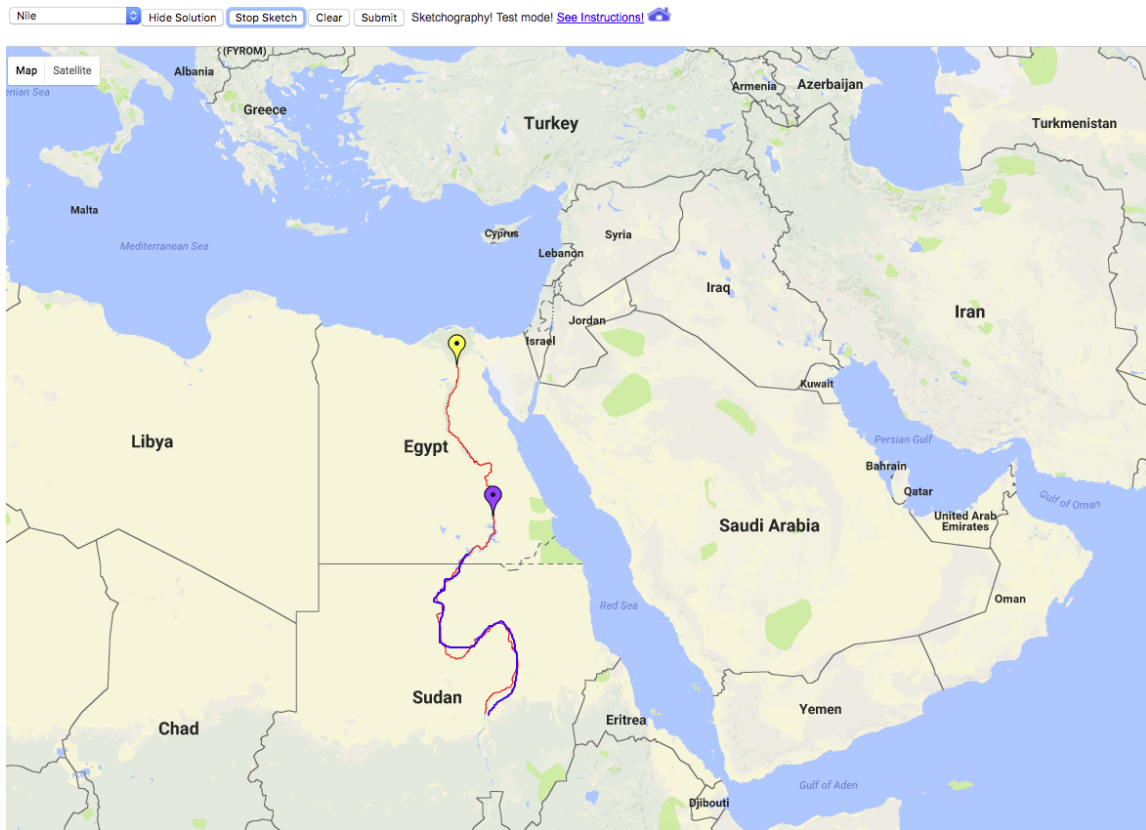 Nile Hide Solution Stop Sketch Clear Submit Sketchography! Test mode! See Instructions!
(FYROM)
Map Satellite
Albania
Armenia
Azerbaijan
enian Sea
Greece
Turkey
Turkmenistan
Malta
Cyprus
Syria
Mediterranean Sea
Lebanon
Iraq
Iran
Jordan
Israel
Kuwait
Libya
Egypt
Persian Gulf
Bahrain
Qatar
Gulf of Oman
United Arab
Emirates
Saudi Arabia
Red Sea
Oman
Sudan
Yemen
Eritrea
Chad
Gulf of Aden
Djibouti